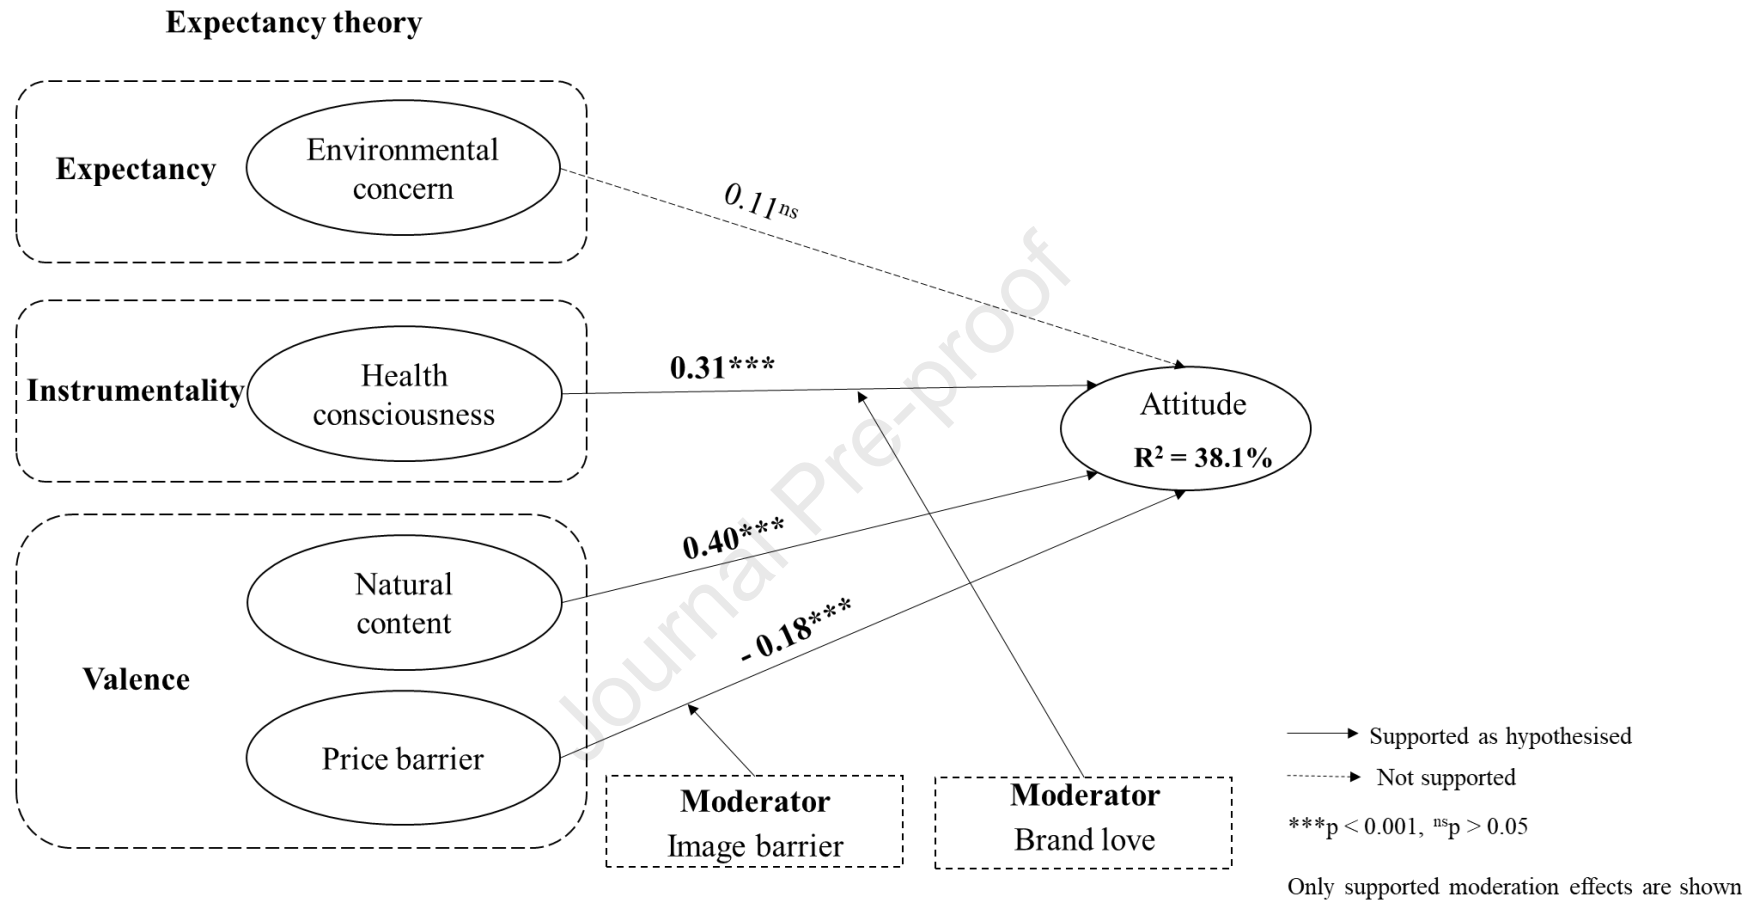 Expectancy theory
Expectancy
Environmental
concern
0.11ns
Instrumentality
Health
consciousness
0.31***
Attitude
R2 = 38.1%
Valence
Natural
content
0.40***
Price barrier
- 0.18***
Moderator
Image barrier
Moderator
Brand love
Supported as hypothesised
Not supported
***p < 0.001, nsp > 0.05
Only supported moderation effects are shown
Journal Pre-proof